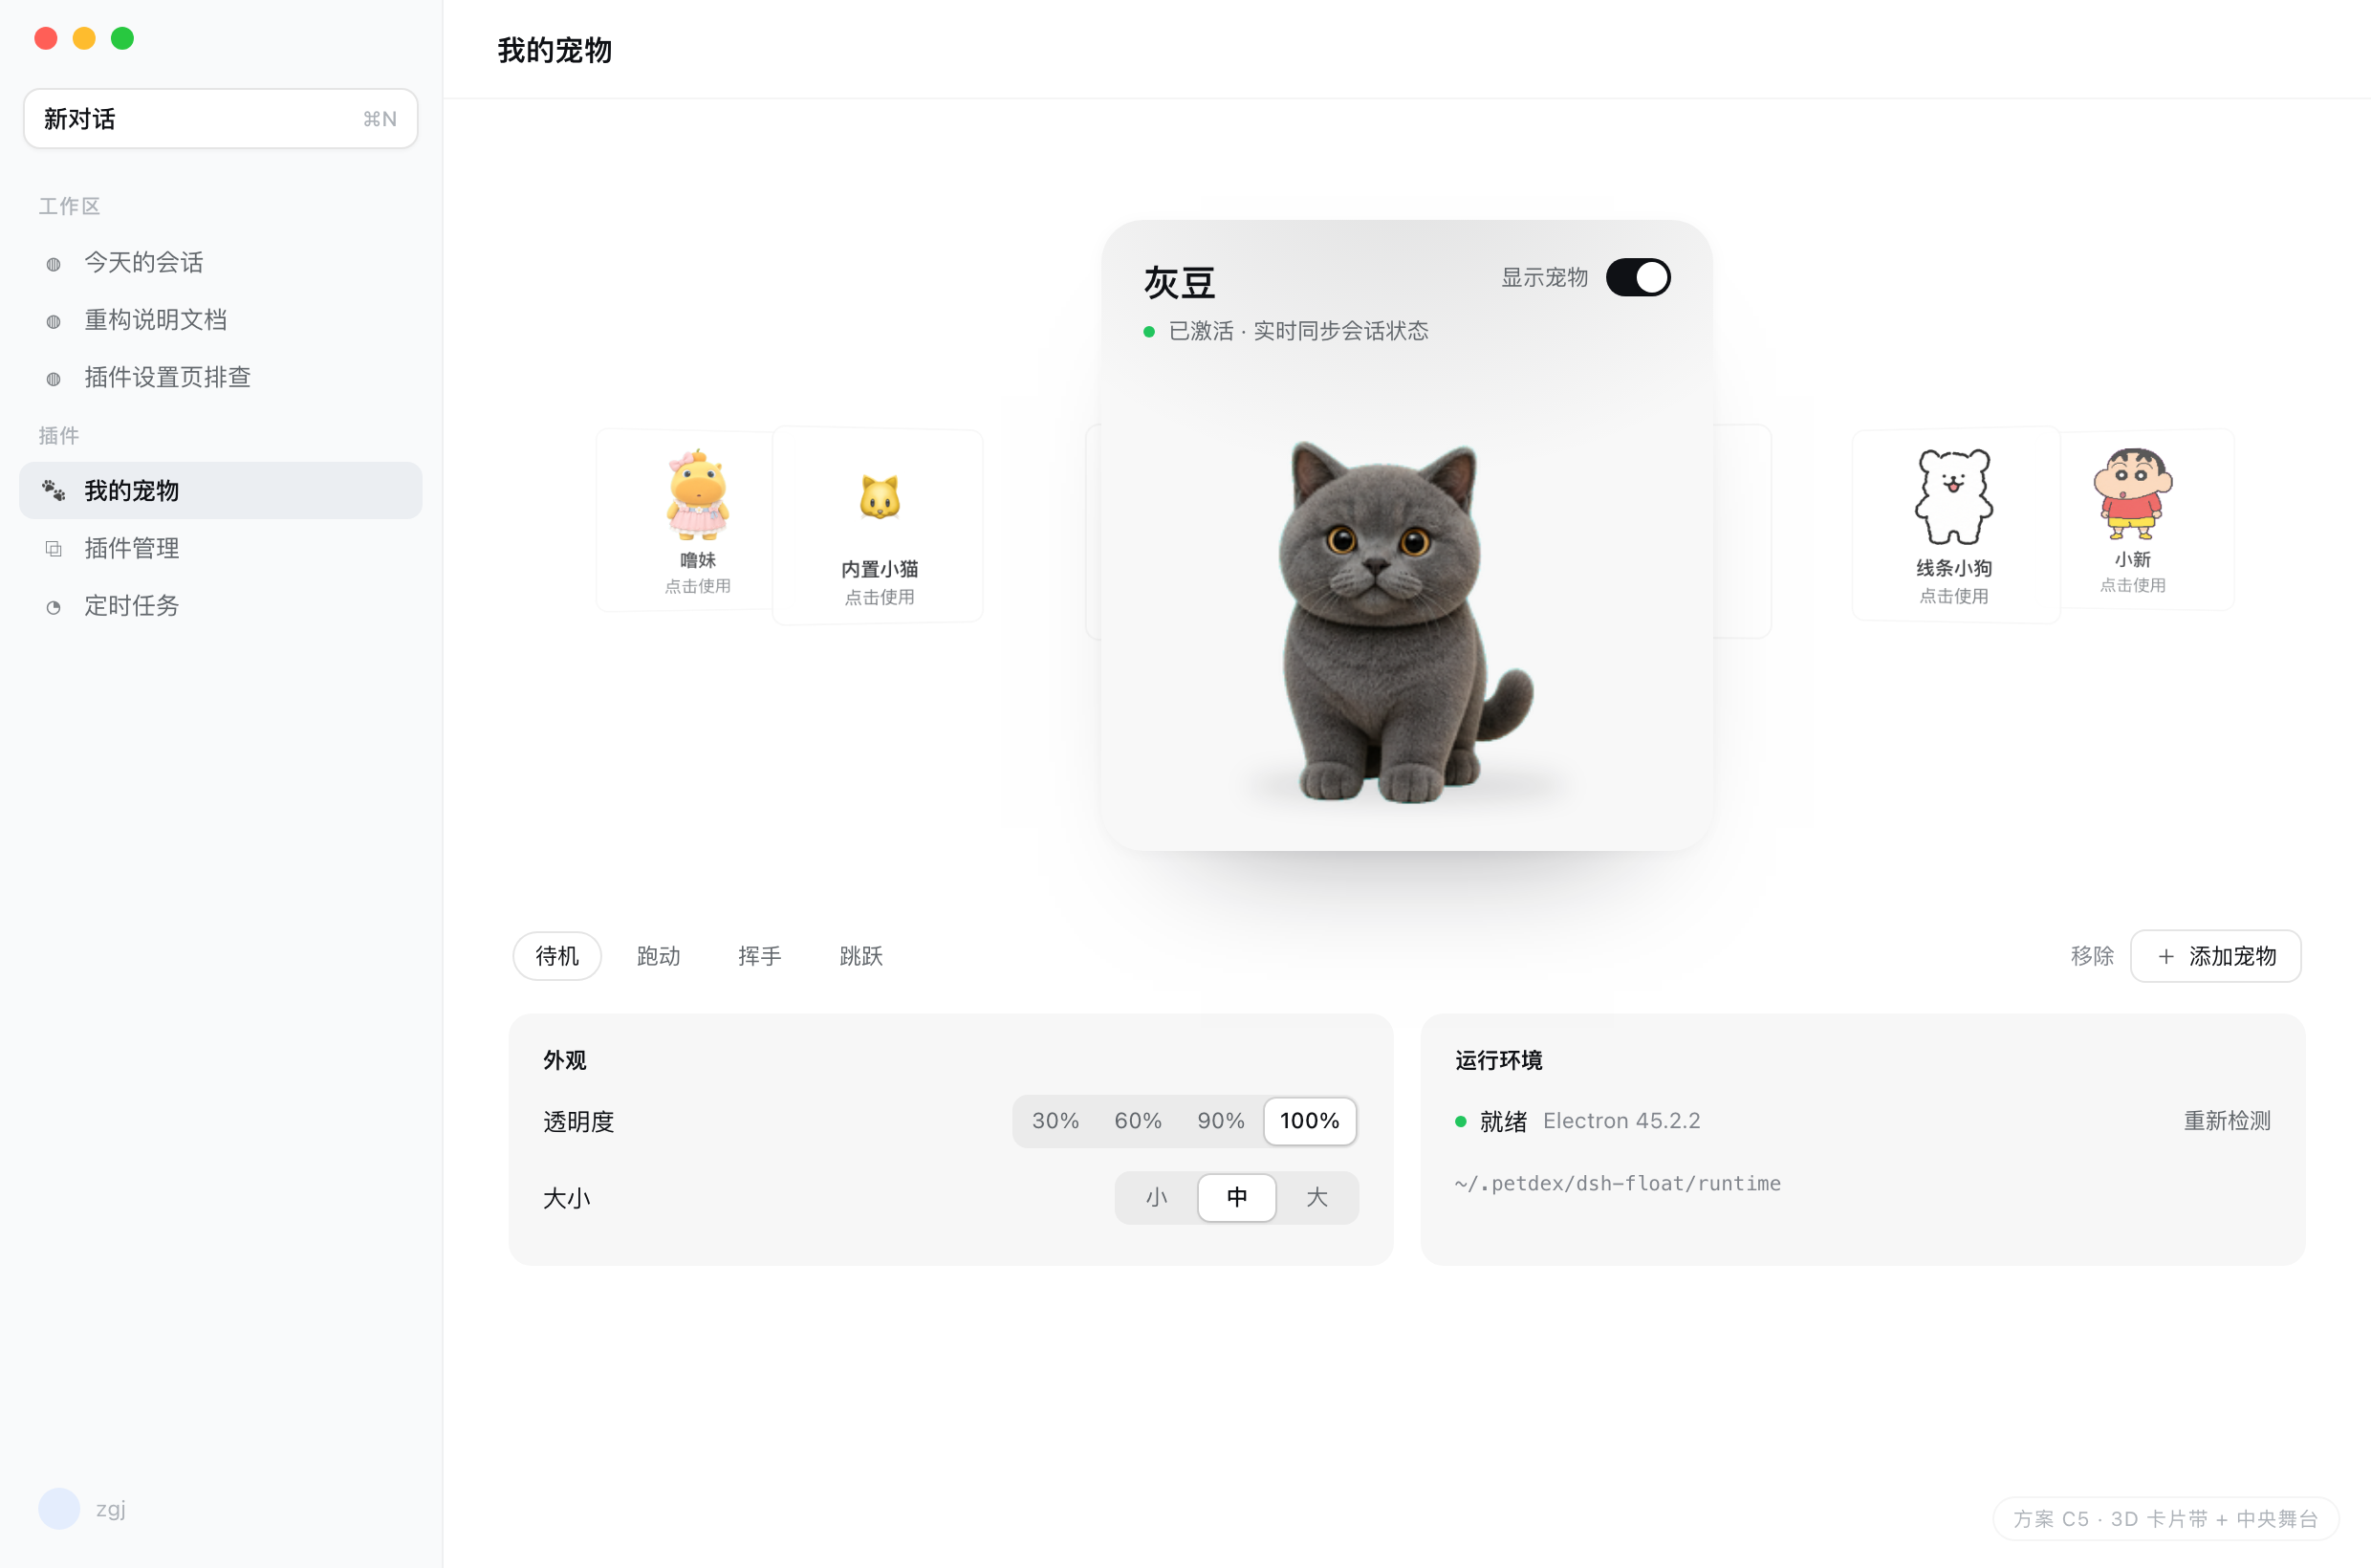 新对话 ⌘N
工作区
今天的会话
重构说明文档
插件设置页排查
插件
我的宠物
插件管理
定时任务
zgj
我的宠物
灰豆 显示宠物
已激活 · 实时同步会话状态
噜妹
点击使用
内置小猫
点击使用
线条小狗
点击使用
小新
点击使用
待机 跑动 挥手 跳跃 移除 + 添加宠物
外观
透明度 30% 60% 90% 100%
大小 小 中 大
运行环境
就绪 Electron 45.2.2 重新检测
~/.petdex/dsh-float/runtime
方案 C5 · 3D 卡片带 + 中央舞台